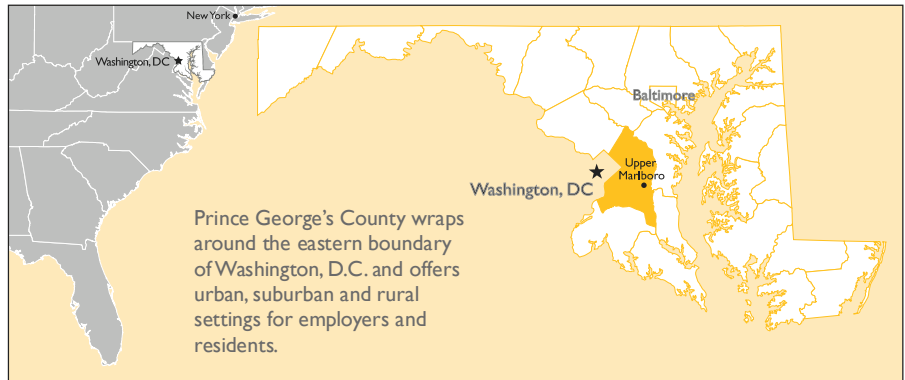 New York
Washington, DC
Baltimore
Upper
Marlboro
Washington, DC
Prince George's County wraps
around the eastern boundary
of Washington, D.C. and offers
urban, suburban and rural
settings for employers and
residents.